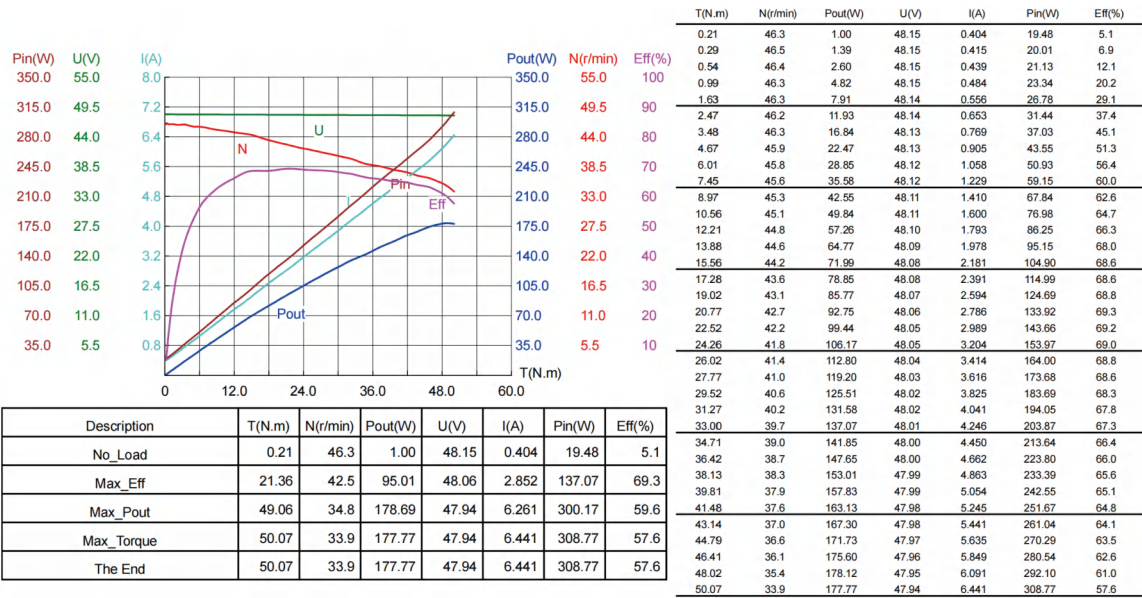 Pin(W) U(V) I(A) Pout(W) N(r/min) Eff(%)
350.0 55.0 8.0 350.0 55.0 100
315.0 49.5 7.2 315.0 49.5 90
280.0 44.0 6.4 280.0 44.0 80
245.0 38.5 5.6 245.0 38.5 70
210.0 33.0 4.8 210.0 33.0 60
175.0 27.5 4.0 175.0 27.5 50
140.0 22.0 3.2 140.0 22.0 40
105.0 16.5 2.4 105.0 16.5 30
70.0 11.0 1.6 70.0 11.0 20
35.0 5.5 0.8 35.0 5.5 10
U
N
Pin
I
Eff
Pout
T(N.m)
0 12.0 24.0 36.0 48.0 60.0
Description T(N.m) N(r/min) Pout(W) U(V) I(A) Pin(W) Eff(%)
No_Load 0.21 46.3 1.00 48.15 0.404 19.48 5.1
Max_Eff 21.36 42.5 95.01 48.06 2.852 137.07 69.3
Max_Pout 49.06 34.8 178.69 47.94 6.261 300.17 59.6
Max_Torque 50.07 33.9 177.77 47.94 6.441 308.77 57.6
The End 50.07 33.9 177.77 47.94 6.441 308.77 57.6
T(N.m) N(r/min) Pout(W) U(V) I(A) Pin(W) Eff(%)
0.21 46.3 1.00 48.15 0.404 19.48 5.1
0.29 46.5 1.39 48.15 0.415 20.01 6.9
0.54 46.4 2.60 48.15 0.439 21.13 12.1
0.99 46.3 4.82 48.15 0.484 23.34 20.2
1.63 46.3 7.91 48.14 0.556 26.78 29.1
2.47 46.2 11.93 48.14 0.653 31.44 37.4
3.48 46.3 16.84 48.13 0.769 37.03 45.1
4.67 45.9 22.47 48.13 0.905 43.55 51.3
6.01 45.8 28.85 48.12 1.058 50.93 56.4
7.45 45.6 35.58 48.12 1.229 59.15 60.0
8.97 45.3 42.55 48.11 1.410 67.84 62.6
10.56 45.1 49.84 48.11 1.600 76.98 64.7
12.21 44.8 57.26 48.10 1.793 86.25 66.3
13.88 44.6 64.77 48.09 1.978 95.15 68.0
15.56 44.2 71.99 48.08 2.181 104.90 68.6
17.28 43.6 78.85 48.08 2.391 114.99 68.6
19.02 43.1 85.77 48.07 2.594 124.69 68.8
20.77 42.7 92.75 48.06 2.786 133.92 69.3
22.52 42.2 99.44 48.05 2.989 143.66 69.2
24.26 41.8 106.17 48.05 3.204 153.97 69.0
26.02 41.4 112.80 48.04 3.414 164.00 68.8
27.77 41.0 119.20 48.03 3.616 173.68 68.6
29.52 40.6 125.51 48.02 3.825 183.69 68.3
31.27 40.2 131.58 48.02 4.041 194.05 67.8
33.00 39.7 137.07 48.01 4.246 203.87 67.3
34.71 39.0 141.85 48.00 4.450 213.64 66.4
36.42 38.7 147.65 48.00 4.662 223.80 66.0
38.13 38.3 153.01 47.99 4.863 233.39 65.6
39.81 37.9 157.83 47.99 5.054 242.55 65.1
41.48 37.6 163.13 47.98 5.245 251.67 64.8
43.14 37.0 167.30 47.98 5.441 261.04 64.1
44.79 36.6 171.73 47.97 5.635 270.29 63.5
46.41 36.1 175.60 47.96 5.849 280.54 62.6
48.02 35.4 178.12 47.95 6.091 292.10 61.0
50.07 33.9 177.77 47.94 6.441 308.77 57.6